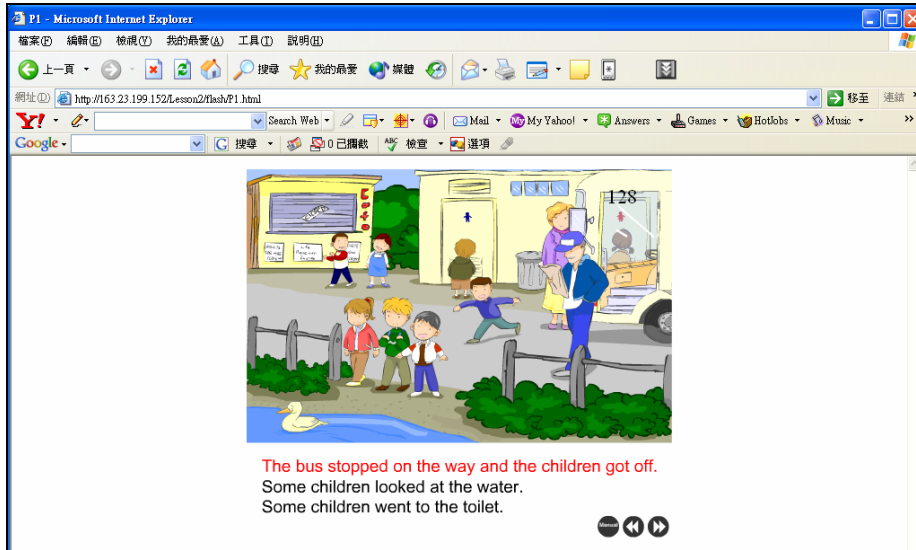 P1 - Microsoft Internet Explorer
檔案(F) 編輯(E) 檢視(V) 我的最愛(A) 工具(T) 說明(H)
上一頁 搜尋 我的最愛 媒體
網址(D) http://163.23.199.152/Lesson2/flash/P1.html 移至 連結 »
Y! Search Web Mail My Yahoo! Answers Games HotJobs Music »
Google G 搜尋 0 已攔截 ABC 檢查 選項
128
The bus stopped on the way and the children got off.
Some children looked at the water.
Some children went to the toilet.
Manual